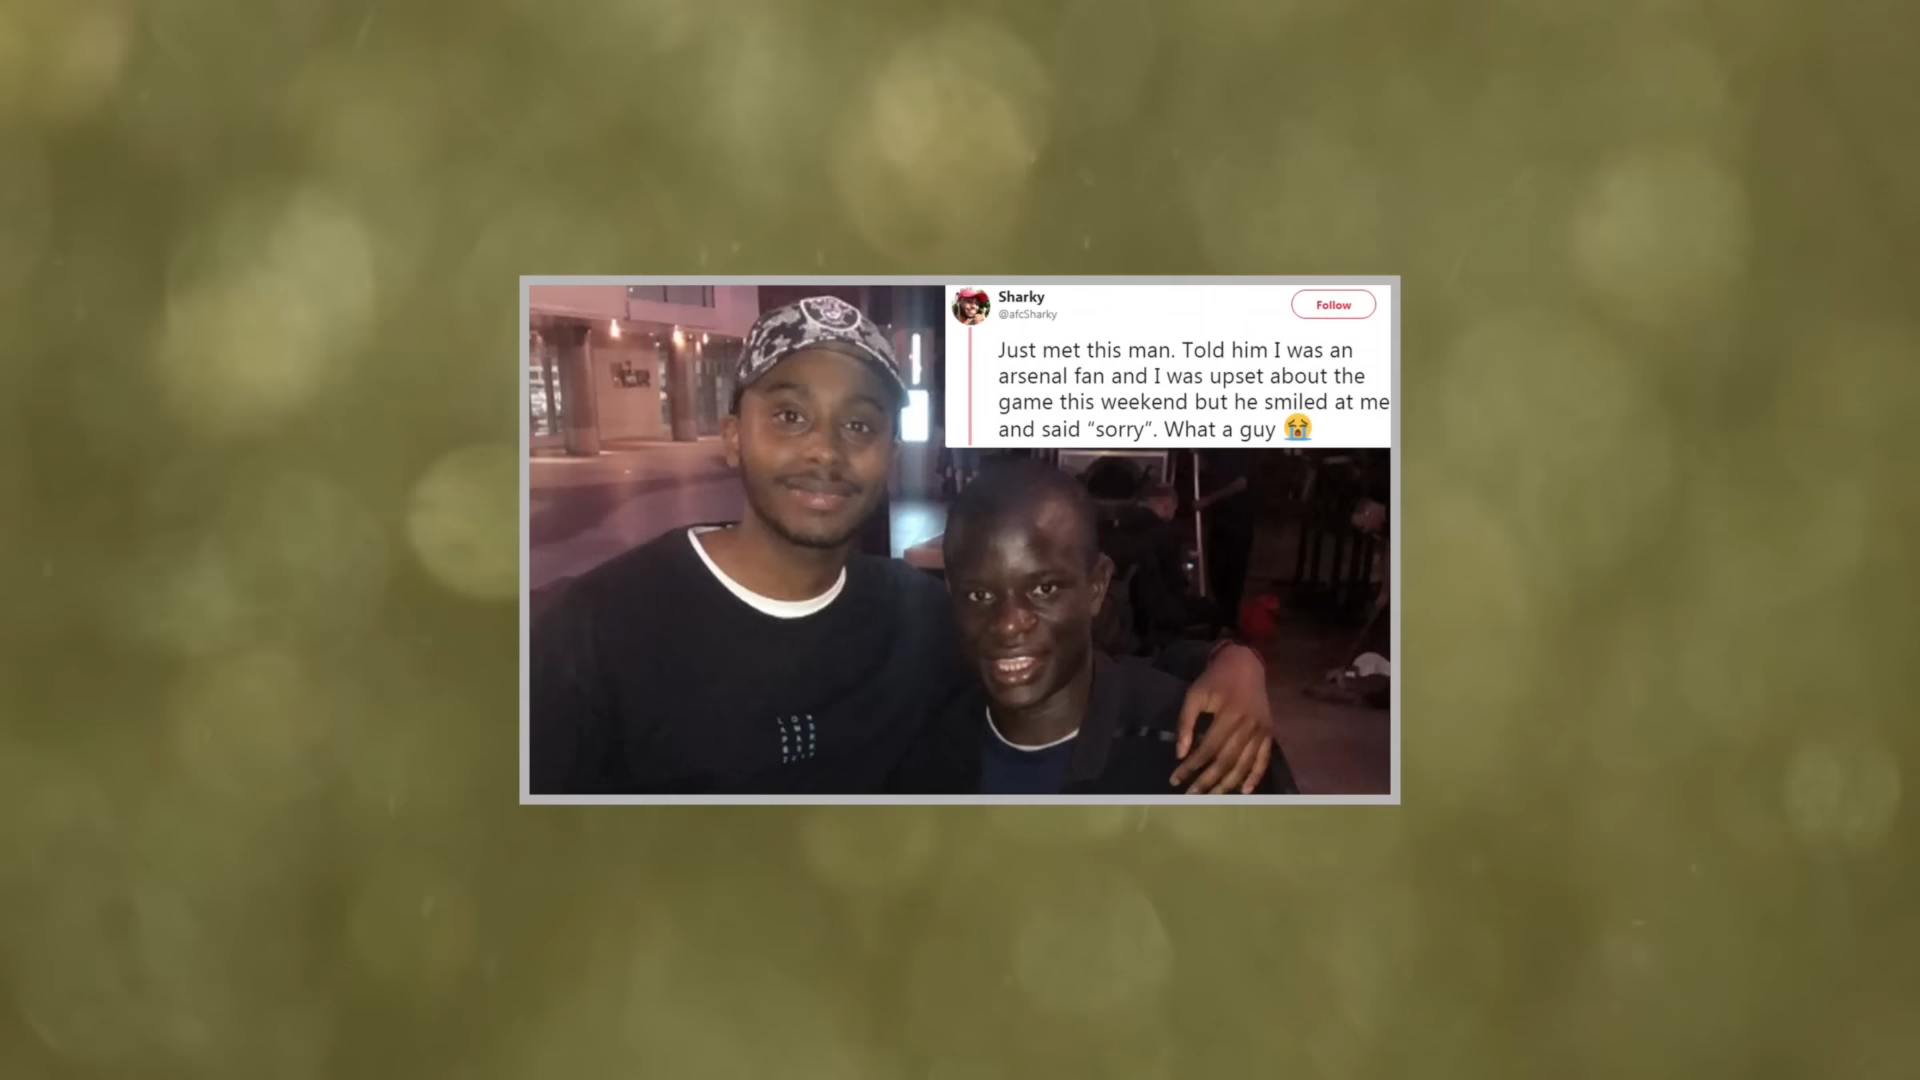 Sharky
@afcSharky
Follow
Just met this man. Told him I was an
arsenal fan and I was upset about the
game this weekend but he smiled at me
and said “sorry”. What a guy 😭